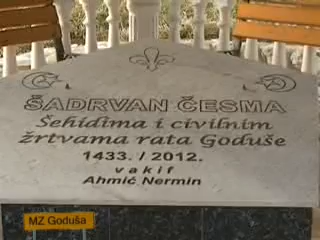 ŠADRVAN ČESMA
Šehidima i civilnim
žrtvama rata Goduše
1433. / 2012.
vakif
Ahmić Nermin
MZ Goduša